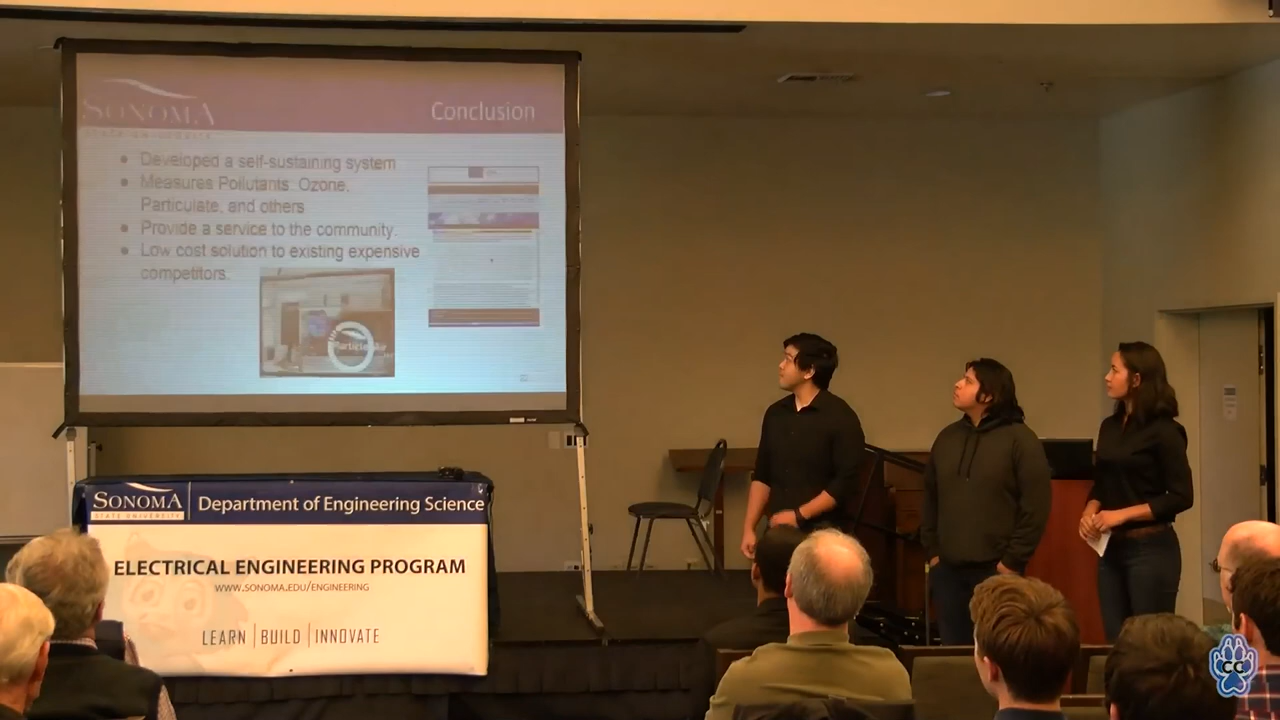 SONOMA
STATE UNIVERSITY
Conclusion
Developed a self-sustaining system
Measures Pollutants: Ozone,
Particulate, and others
Provide a service to the community.
Low cost solution to existing expensive
competitors.
SONOMA
STATE UNIVERSITY
Department of Engineering Science
ELECTRICAL ENGINEERING PROGRAM
WWW.SONOMA.EDU/ENGINEERING
LEARN | BUILD | INNOVATE
CC